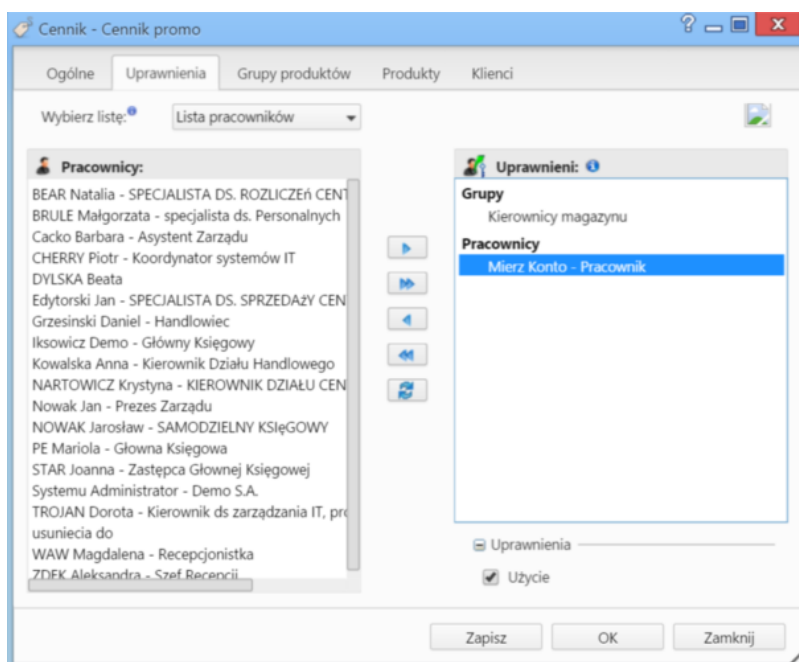 Cennik - Cennik promo
Ogólne Uprawnienia Grupy produktów Produkty Klienci
Wybierz listę: Lista pracowników
Pracownicy:
BEAR Natalia - SPECJALISTA DS. ROZLICZEń CENT
BRULE Małgorzata - specjalista ds. Personalnych
Cacko Barbara - Asystent Zarządu
CHERRY Piotr - Koordynator systemów IT
DYLSKA Beata
Edytorski Jan - SPECJALISTA DS. SPRZEDAżY CEN
Grzesinski Daniel - Handlowiec
Iksowicz Demo - Główny Księgowy
Kowalska Anna - Kierownik Działu Handlowego
NARTOWICZ Krystyna - KIEROWNIK DZIAŁU CEN
Nowak Jan - Prezes Zarządu
NOWAK Jarosław - SAMODZIELNY KSIęGOWY
PE Mariola - Głowna Księgowa
STAR Joanna - Zastępca Głownej Księgowej
Systemu Administrator - Demo S.A.
TROJAN Dorota - Kierownik ds zarządzania IT, pro
usuniecia do
WAW Magdalena - Recepcjonistka
ZDEK Aleksandra - Szef Recepcji
Uprawnieni:
Grupy
Kierownicy magazynu
Pracownicy
Mierz Konto - Pracownik
Uprawnienia
Użycie
Zapisz OK Zamknij